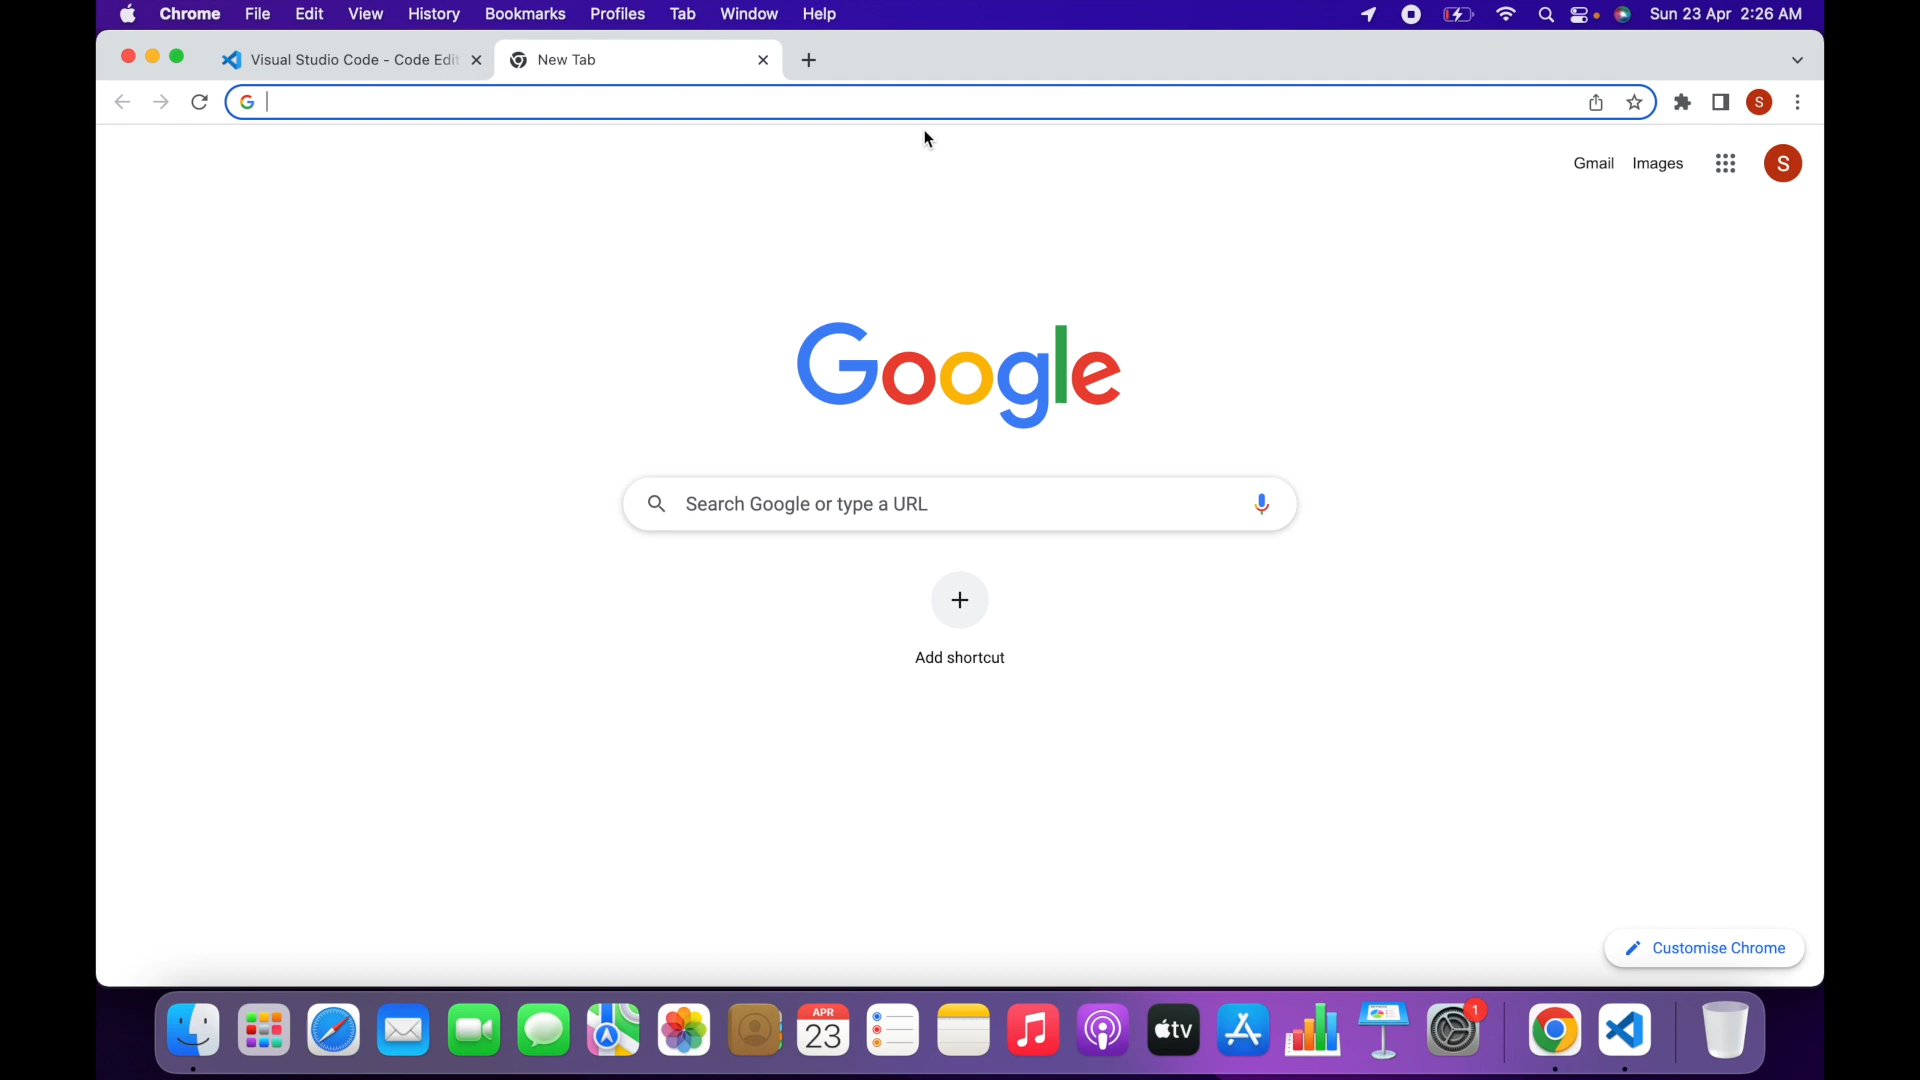 Chrome File Edit View History Bookmarks Profiles Tab Window Help Sun 23 Apr 2:26 AM
Visual Studio Code - Code Edit New Tab
G S
Gmail Images S
Google
Search Google or type a URL
Add shortcut
Customise Chrome
APR
23
tv
1